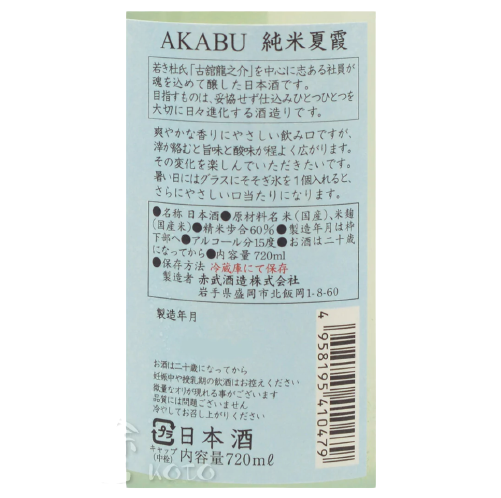 AKABU 純米夏霞
若き杜氏「古舘龍之介」を中心に志ある社員が
魂を込めて醸した日本酒です。
目指すものは、妥協せず仕込みひとつひとつを
大切に日々進化する酒造りです。
爽やかな香りにやさしい飲み口ですが、
滓が絡むと旨味と酸味が程よく広がります。
その変化を楽しんでいただきたいです。
暑い日にはグラスにそそぎ氷を1個入れると、
さらにやさしい口当たりになります。
●名称 日本酒●原材料名 米(国産)、米麹
(国産米)●精米歩合60%●製造年月は枠
下部へ●アルコール分15度●お酒は二十歳
になってから●内容量 720ml
●保存方法 冷蔵庫にて保存
製造者 赤武酒造株式会社
岩手県盛岡市北飯岡1-8-60
製造年月
お酒は二十歳になってから
妊娠中や授乳期の飲酒はお控えください
微量なオリが現れる事がございます
品質には問題ございません
冷やしてお召し上がりください
プラ
キャップ
(中栓)
日本酒
内容量720mℓ
4958195410479
KOTO